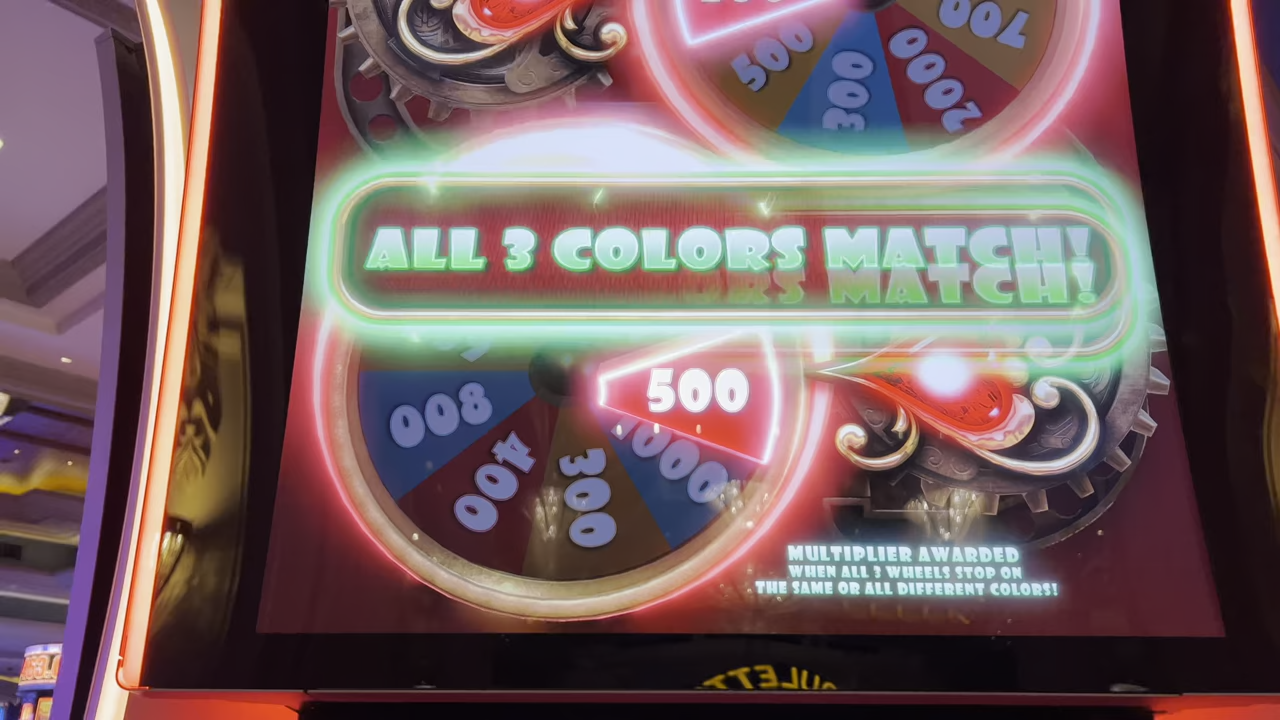 700
500
300
2000
ALL 3 COLORS MATCH!
MATCH!
500
800
1000
400
300
MULTIPLIER AWARDED
WHEN ALL 3 WHEELS STOP ON
THE SAME OR ALL DIFFERENT COLORS!